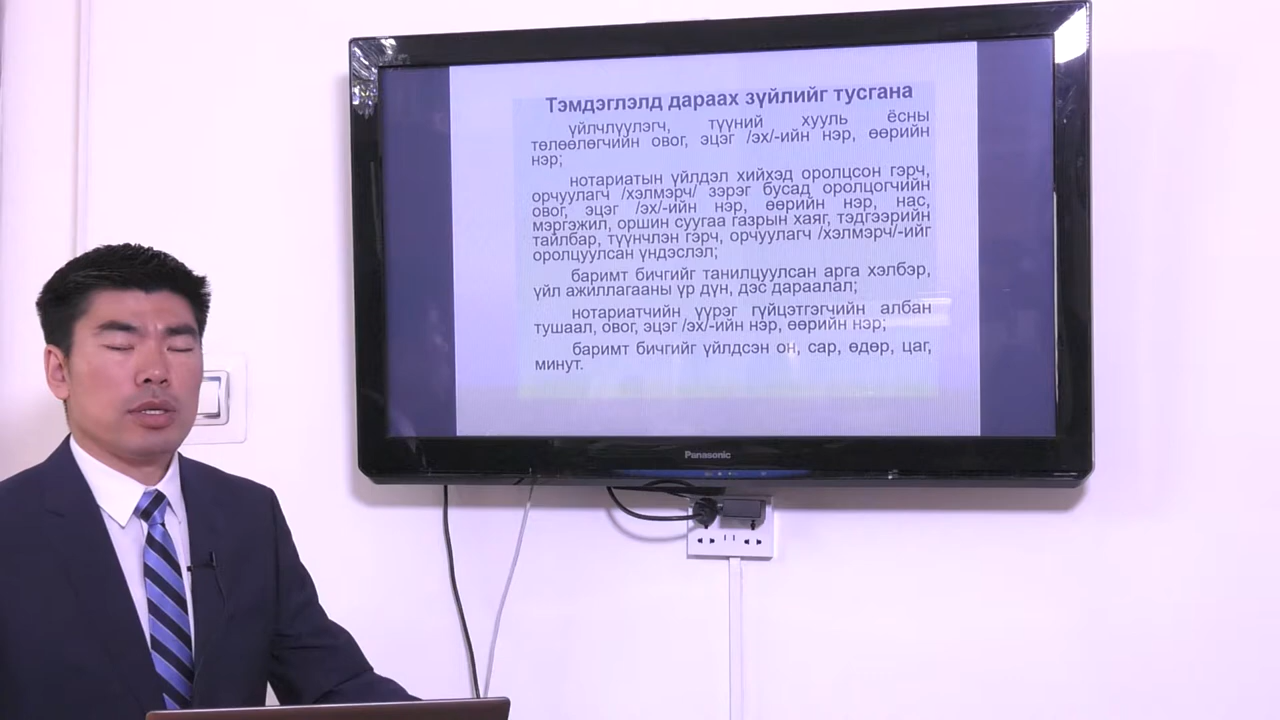 Тэмдэглэлд дараах зүйлийг тусгана
үйлчлүүлэгч, түүний хууль ёсны
төлөөлөгчийн овог, эцэг /эх/-ийн нэр, өөрийн
нэр;
нотариатын үйлдэл хийхэд оролцсон гэрч,
орчуулагч /хэлмэрч/ зэрэг бусад оролцогчийн
овог, эцэг /эх/-ийн нэр, өөрийн нэр, нас,
мэргэжил, оршин суугаа газрын хаяг, тэдгээрийн
тайлбар, түүнчлэн гэрч, орчуулагч /хэлмэрч/-ийг
оролцуулсан үндэслэл;
баримт бичгийг танилцуулсан арга хэлбэр,
үйл ажиллагааны үр дүн, дэс дараалал;
нотариатчийн үүрэг гүйцэтгэгчийн албан
тушаал, овог, эцэг /эх/-ийн нэр, өөрийн нэр;
баримт бичгийг үйлдсэн он, сар, өдөр, цаг,
минут.
Panasonic